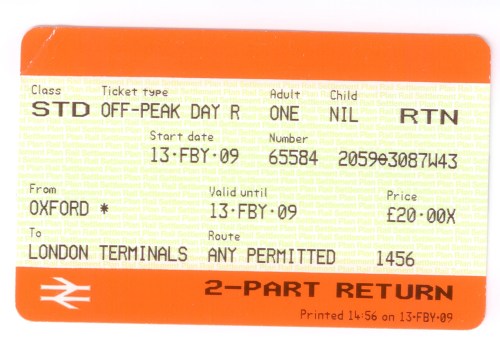 Class Ticket type Adult Child
STD OFF-PEAK DAY R ONE NIL RTN
Start date Number
13·FBY·09 65584 205903087W43
From Valid until Price
OXFORD * 13·FBY·09 £20·00X
To Route
LONDON TERMINALS ANY PERMITTED 1456
2-PART RETURN
Printed 14:56 on 13·FBY·09